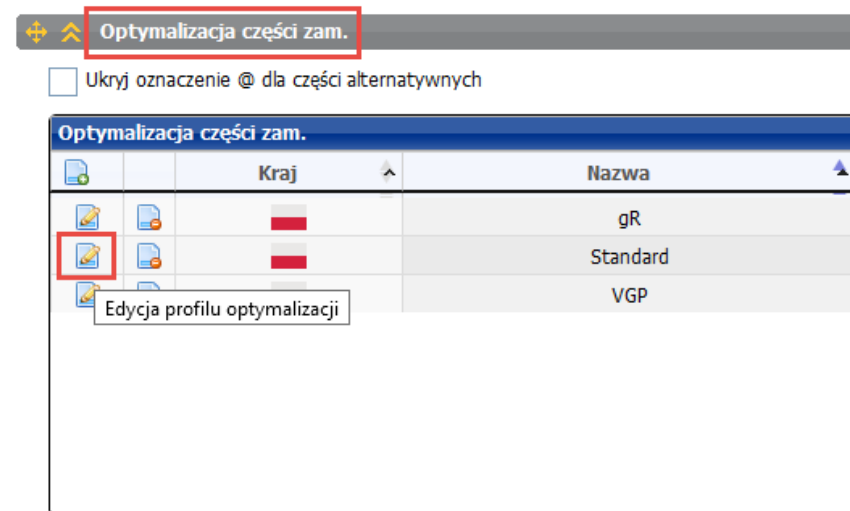 Optymalizacja części zam.
Ukryj oznaczenie @ dla części alternatywnych
Optymalizacja części zam.
Kraj Nazwa
gR
Standard
VGP
Edycja profilu optymalizacji